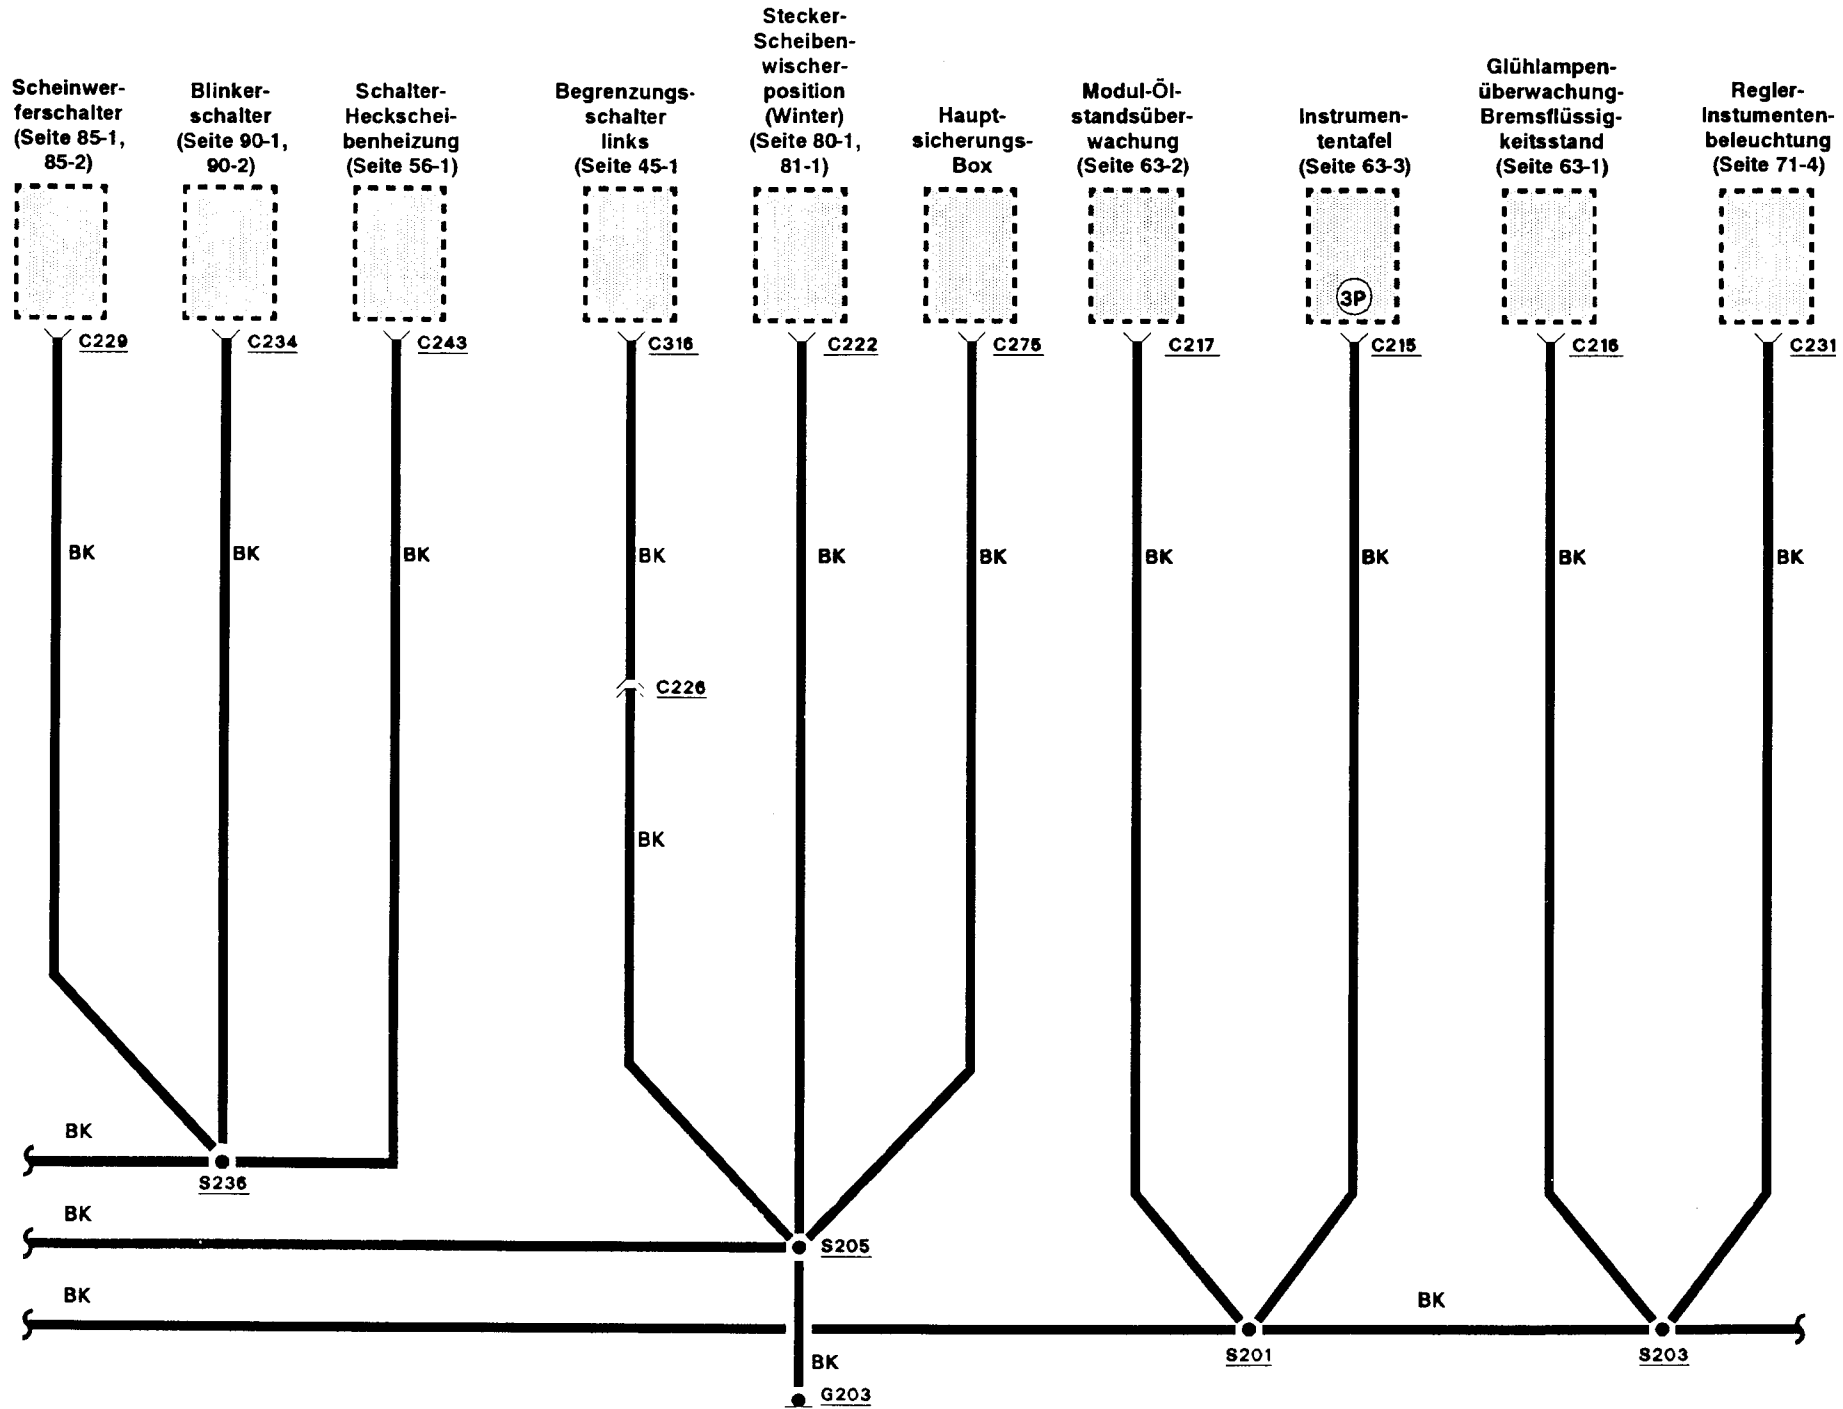 Scheinwer-
ferschalter
(Seite 85-1,
85-2)
Blinker-
schalter
(Seite 90-1,
90-2)
Schalter-
Heckschei-
benheizung
(Seite 56-1)
Begrenzungs-
schalter
links
(Seite 45-1
Stecker-
Scheiben-
wischer-
position
(Winter)
(Seite 80-1,
81-1)
Haupt-
sicherungs-
Box
Modul-Öl-
standsüber-
wachung
(Seite 63-2)
Instrumen-
tentafel
(Seite 63-3)
Glühlampen-
überwachung-
Bremsflüssig-
keitsstand
(Seite 63-1)
Regler-
Instumenten-
beleuchtung
(Seite 71-4)
3P
C229
C234
C243
C316
C222
C275
C217
C215
C216
C231
BK
BK
BK
BK
BK
BK
BK
BK
BK
BK
C226
BK
BK
S236
BK
S205
BK
BK
S201
S203
BK
G203